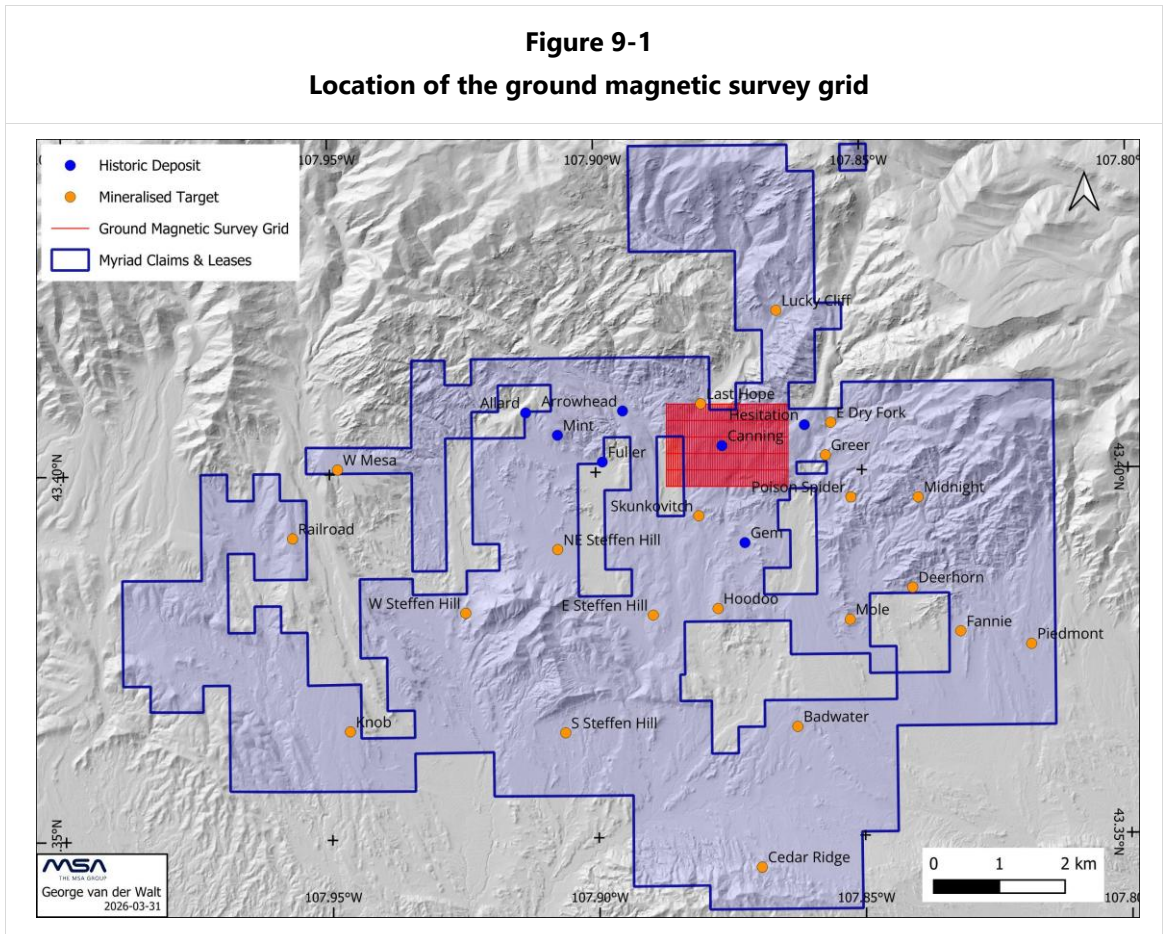 Figure 9-1
Location of the ground magnetic survey grid
Historic Deposit
Mineralised Target
Ground Magnetic Survey Grid
Myriad Claims & Leases
107.95°W
107.90°W
107.85°W
107.80°
Lucky Cliff
Last Hope
Allard
Arrowhead
Hesitation
E Dry Fork
Mint
Canning
Greer
Fuller
43.40°N
W Mesa
43.40°N
Poison Spider
Midnight
Skunkovitch
Railroad
Gem
NE Steffen Hill
Deerhorn
W Steffen Hill
E Steffen Hill
Hoodoo
Mole
Fannie
Piedmont
Knob
S Steffen Hill
Badwater
.35°N
43.35°N
Cedar Ridge
0 1 2 km
MSA
THE MSA GROUP
George van der Walt
2026-03-31
107.95°W
107.90°W
107.85°W
107.80